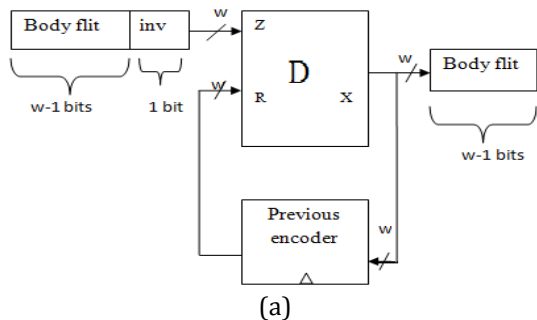 Body flit inv
w
Z
D
w
Body flit
w-1 bits
1 bit
w
R
X
w-1 bits
Previous
encoder
w
(a)